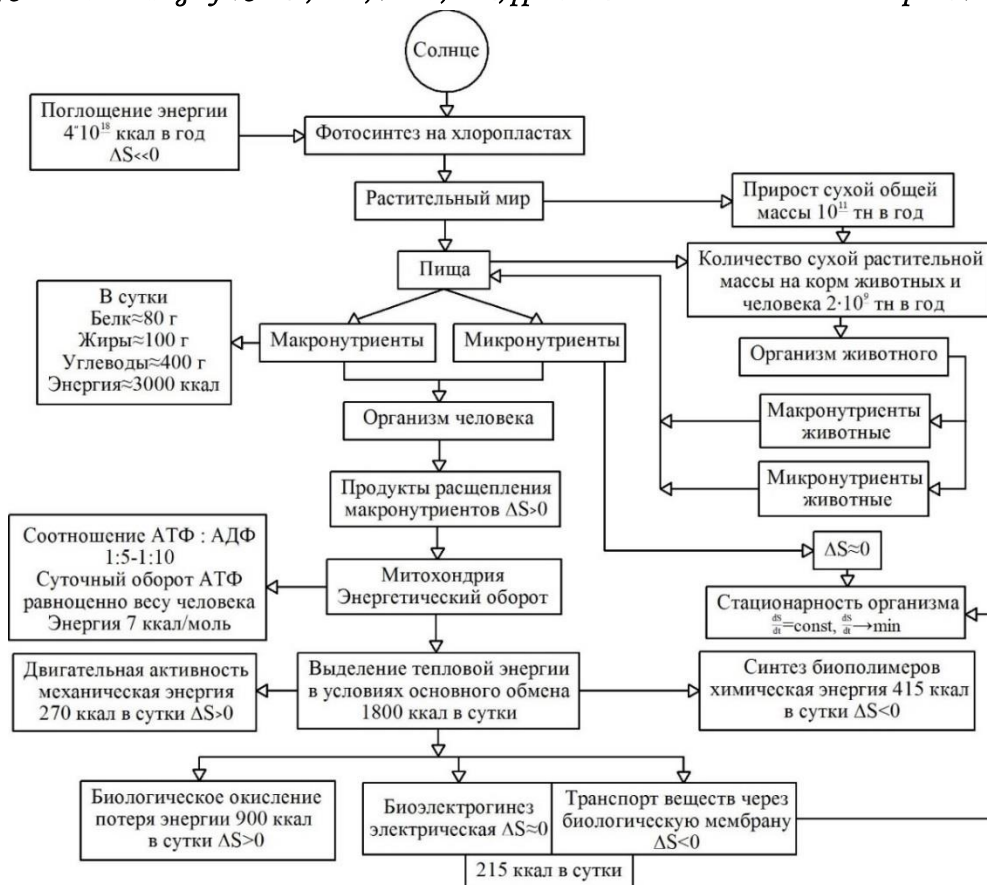 Солнце
Поглощение энергии
4*10¹⁸ ккал в год
ΔS<<0
Фотосинтез на хлоропластах
Растительный мир
Прирост сухой общей
массы 10¹¹ тн в год
Пища
Количество сухой растительной
массы на корм животных и
человека 2·10⁹ тн в год
В сутки
Белк≈80 г
Жиры≈100 г
Углеводы≈400 г
Энергия≈3000 ккал
Макронутриенты
Микронутриенты
Организм животного
Организм человека
Макронутриенты
животные
Микронутриенты
животные
Продукты расщепления
макронутриентов ΔS>0
Соотношение АТФ : АДФ
1:5-1:10
Суточный оборот АТФ
равноценно весу человека
Энергия 7 ккал/моль
Митохондрия
Энергетический оборот
ΔS≈0
Стационарность организма
dS/dt=const, dS/dt→min
Двигательная активность
механическая энергия
270 ккал в сутки ΔS>0
Выделение тепловой энергии
в условиях основного обмена
1800 ккал в сутки
Синтез биополимеров
химическая энергия 415 ккал
в сутки ΔS<0
Биологическое окисление
потеря энергии 900 ккал
в сутки ΔS>0
Биоэлектрогинез
электрическая ΔS≈0
Транспорт веществ через
биологическую мембрану
ΔS<0
215 ккал в сутки